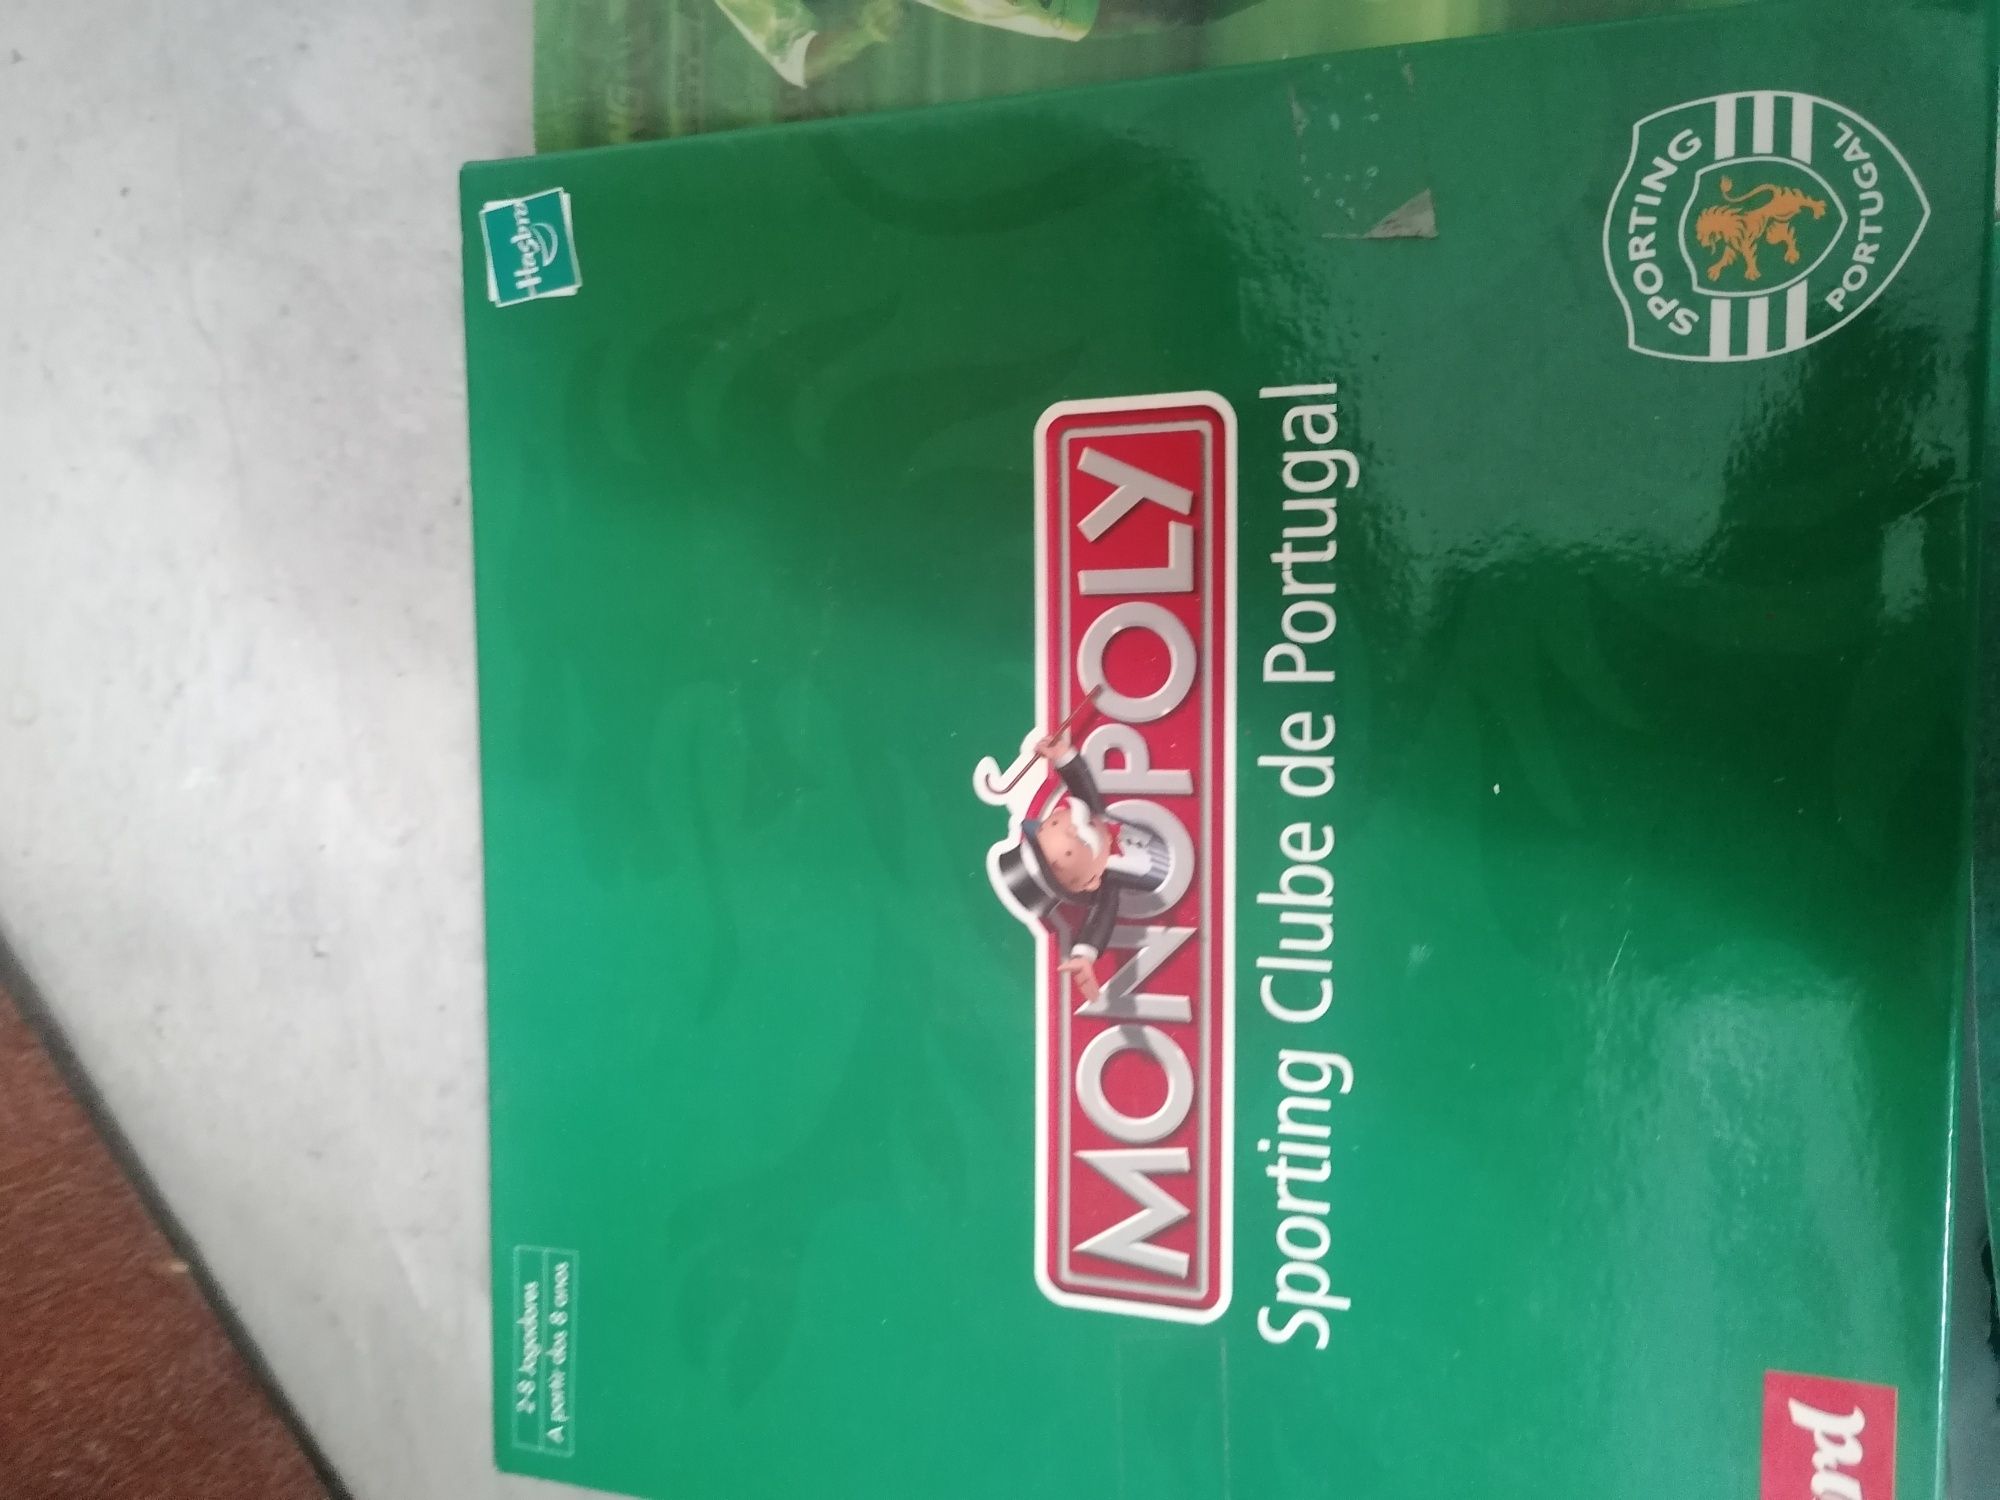 2-8 Jogadores
A partir dos 8 anos
Hasbro
MONOPOLY
Sporting Clube de Portugal
SPORTING
PORTUGAL